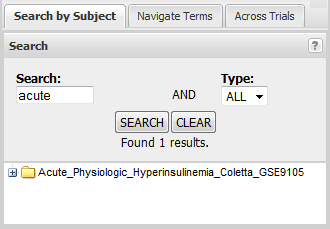 Search by Subject Navigate Terms Across Trials
Search ?
Search: Type:
acute AND ALL
SEARCH CLEAR
Found 1 results.
Acute_Physiologic_Hyperinsulinemia_Coletta_GSE9105